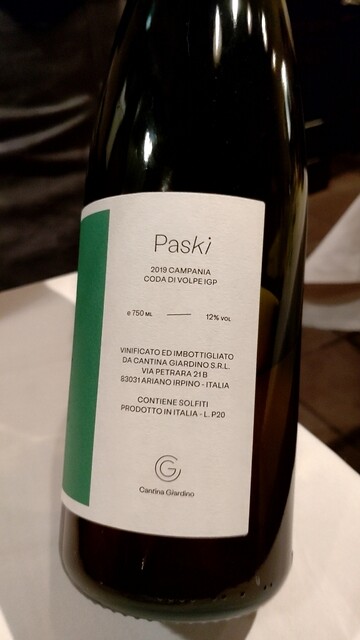 Paski
2019 CAMPANIA
CODA DI VOLPE IGP
e 750 ML — 12% VOL
VINIFICATO ED IMBOTTIGLIATO
DA CANTINA GIARDINO S.R.L.
VIA PETRARA 21 B
83031 ARIANO IRPINO - ITALIA
CONTIENE SOLFITI
PRODOTTO IN ITALIA - L. P20
Cantina Giardino